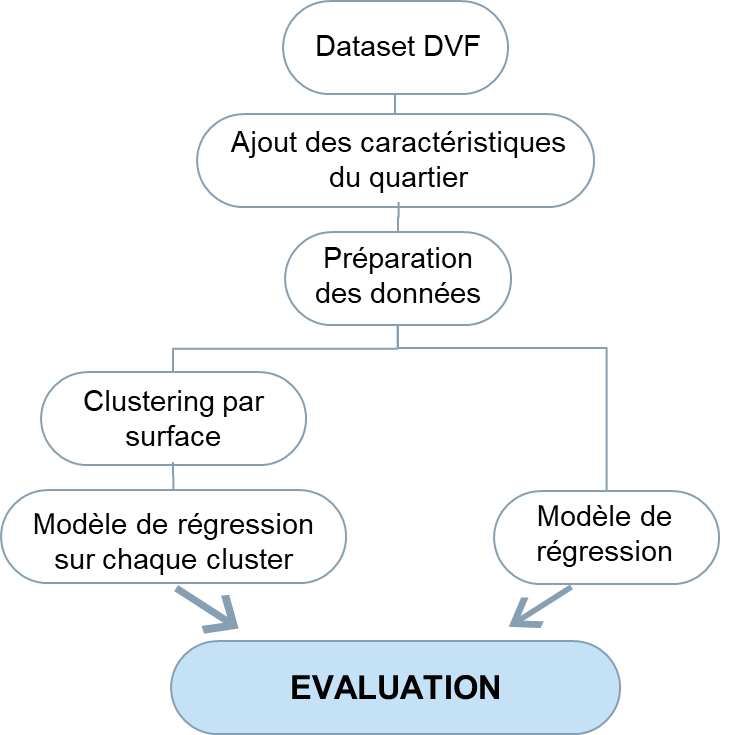 Dataset DVF
Ajout des caractéristiques
du quartier
Préparation
des données
Clustering par
surface
Modèle de régression
sur chaque cluster
Modèle de
régression
EVALUATION